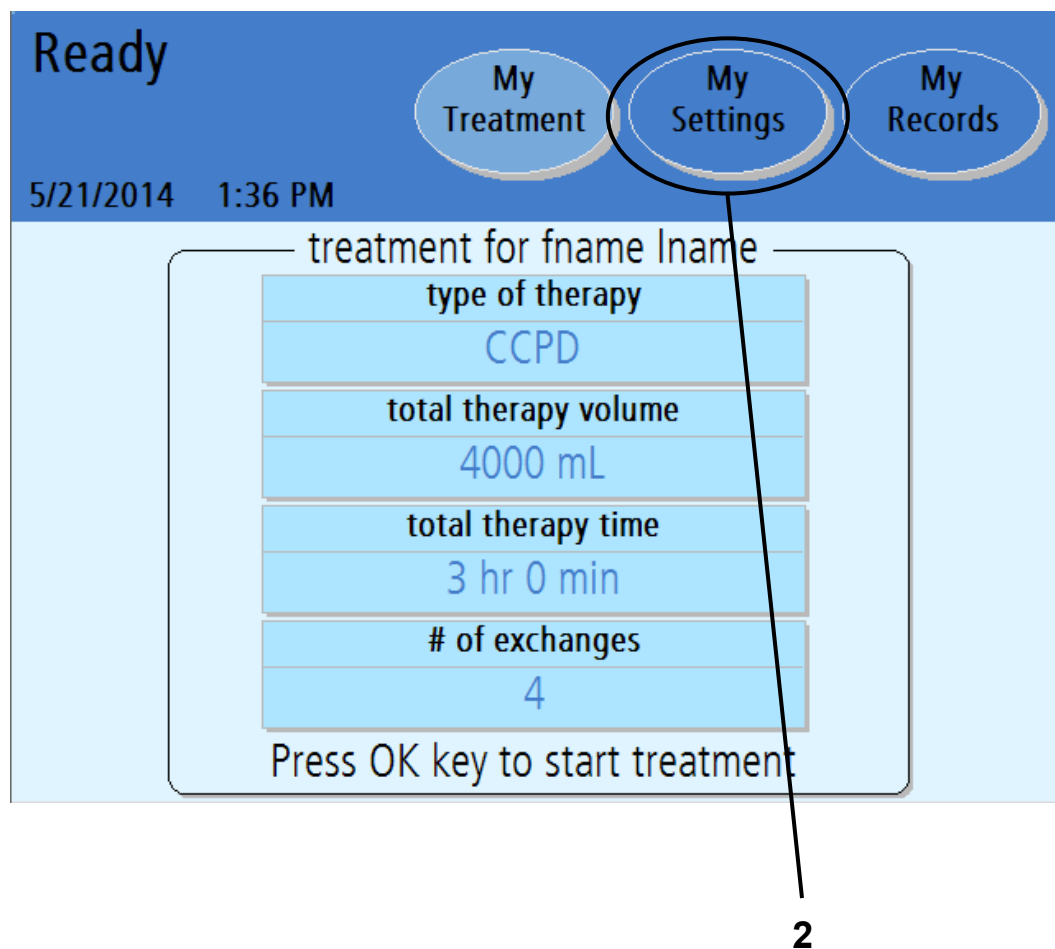 Ready
My
Treatment
My
Settings
My
Records
5/21/2014 1:36 PM
treatment for fname lname
type of therapy
CCPD
total therapy volume
4000 mL
total therapy time
3 hr 0 min
# of exchanges
4
Press OK key to start treatment
2